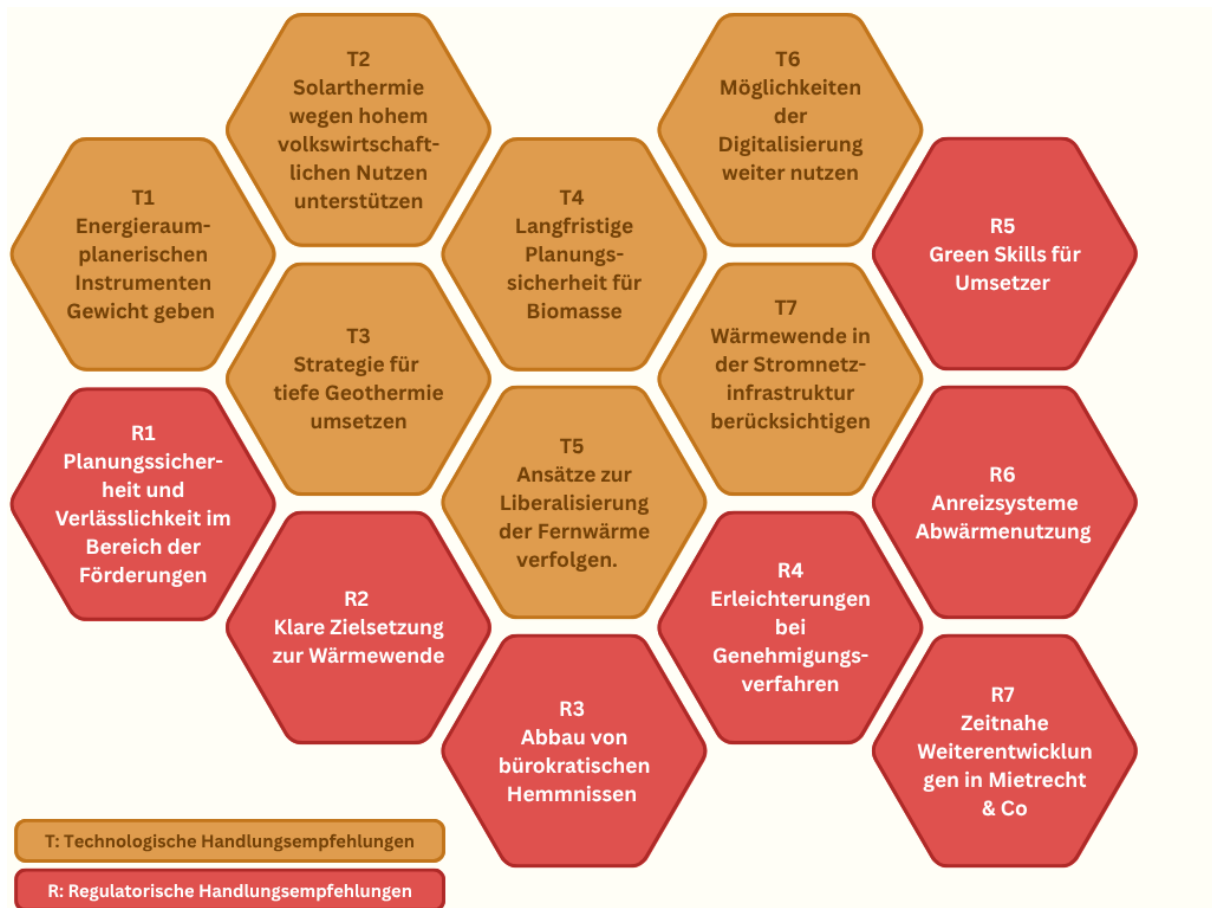 T1
Energieraum-
planerischen
Instrumenten
Gewicht geben
T2
Solarthermie
wegen hohem
volkswirtschaft-
lichen Nutzen
unterstützen
T3
Strategie für
tiefe Geothermie
umsetzen
T4
Langfristige
Planungs-
sicherheit für
Biomasse
T5
Ansätze zur
Liberalisierung
der Fernwärme
verfolgen.
T6
Möglichkeiten
der
Digitalisierung
weiter nutzen
T7
Wärmewende in
der Stromnetz-
infrastruktur
berücksichtigen
R1
Planungssicher-
heit und
Verlässlichkeit im
Bereich der
Förderungen
R2
Klare Zielsetzung
zur Wärmewende
R3
Abbau von
bürokratischen
Hemmnissen
R4
Erleichterungen
bei
Genehmigungs-
verfahren
R5
Green Skills für
Umsetzer
R6
Anreizsysteme
Abwärmenutzung
R7
Zeitnahe
Weiterentwicklun
gen in Mietrecht
& Co
T: Technologische Handlungsempfehlungen
R: Regulatorische Handlungsempfehlungen